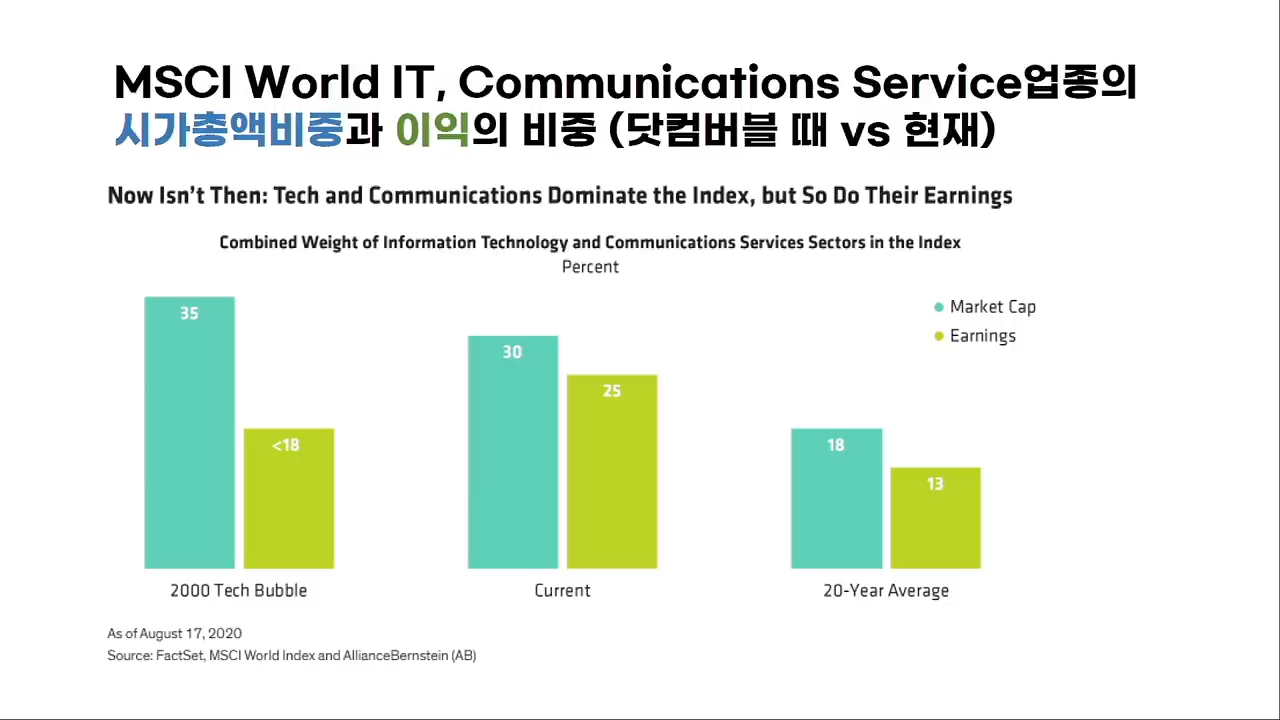 MSCI World IT, Communications Service업종의
시가총액비중과 이익의 비중 (닷컴버블 때 vs 현재)
Now Isn’t Then: Tech and Communications Dominate the Index, but So Do Their Earnings
Combined Weight of Information Technology and Communications Services Sectors in the Index
Percent
Market Cap
Earnings
35
<18
30
25
18
13
2000 Tech Bubble
Current
20-Year Average
As of August 17, 2020
Source: FactSet, MSCI World Index and AllianceBernstein (AB)